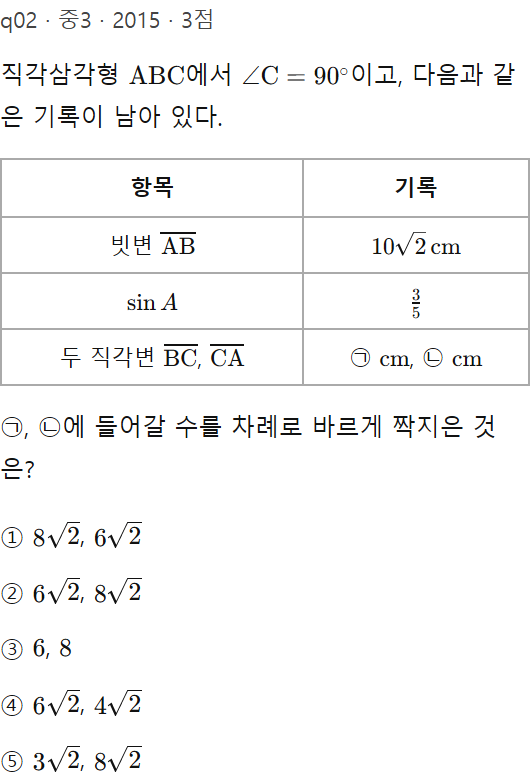 q02 · 중3 · 2015 · 3점
직각삼각형 ABC에서 ∠C = 90°이고, 다음과 같
은 기록이 남아 있다.
항목 기록
빗변 \overline{AB} 10√2 cm
sin A 3/5
두 직각변 \overline{BC}, \overline{CA} ㉠ cm, ㉡ cm
㉠, ㉡에 들어갈 수를 차례로 바르게 짝지은 것
은?
① 8√2, 6√2
② 6√2, 8√2
③ 6, 8
④ 6√2, 4√2
⑤ 3√2, 8√2